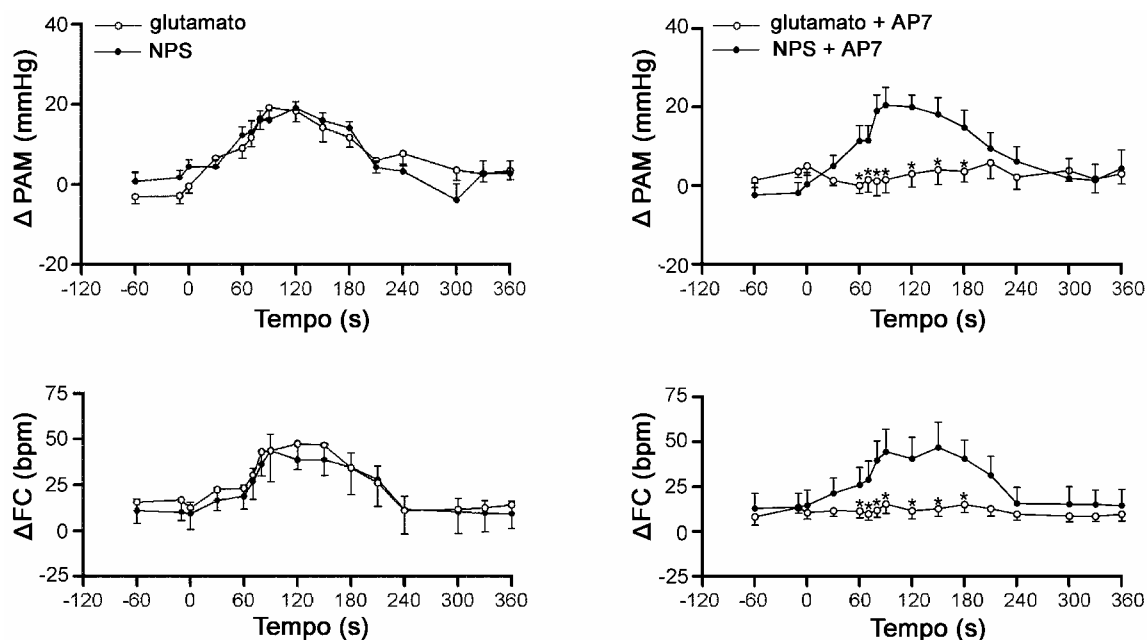 glutamato
NPS
Δ PAM (mmHg)
40
20
0
-20
-120 -60 0 60 120 180 240 300 360
Tempo (s)
glutamato + AP7
NPS + AP7
Δ PAM (mmHg)
40
20
0
-20
* * * * * * *
-120 -60 0 60 120 180 240 300 360
Tempo (s)
ΔFC (bpm)
75
50
25
0
-25
-120 -60 0 60 120 180 240 300 360
Tempo (s)
ΔFC (bpm)
75
50
25
0
-25
* * * * * * *
-120 -60 0 60 120 180 240 300 360
Tempo (s)